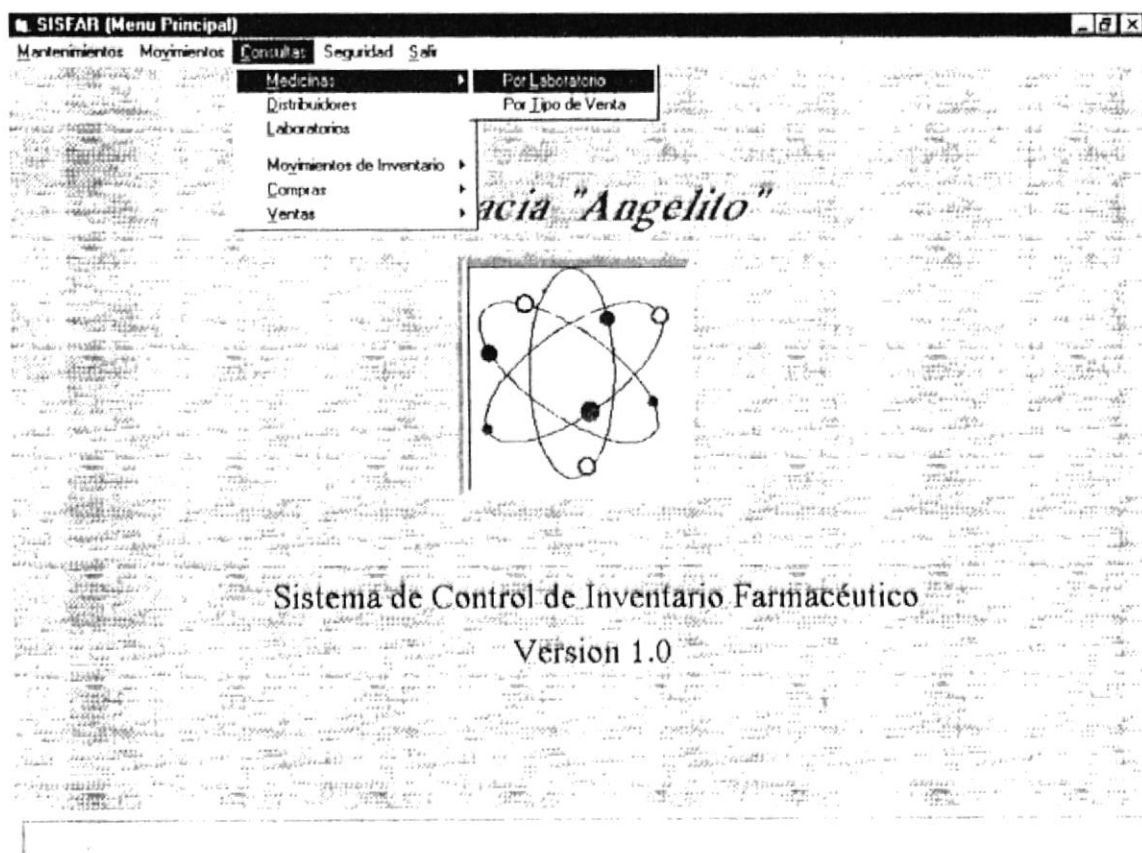 SISFAR (Menu Principal)
Mantenimientos Movimientos Consultas Seguridad Salir
Medicinas Por Laboratorio
Distribuidores Por Tipo de Venta
Laboratorios
Movimientos de Inventario
Compras
Ventas
acia "Angelito"
Sistema de Control de Inventario Farmacéutico
Version 1.0